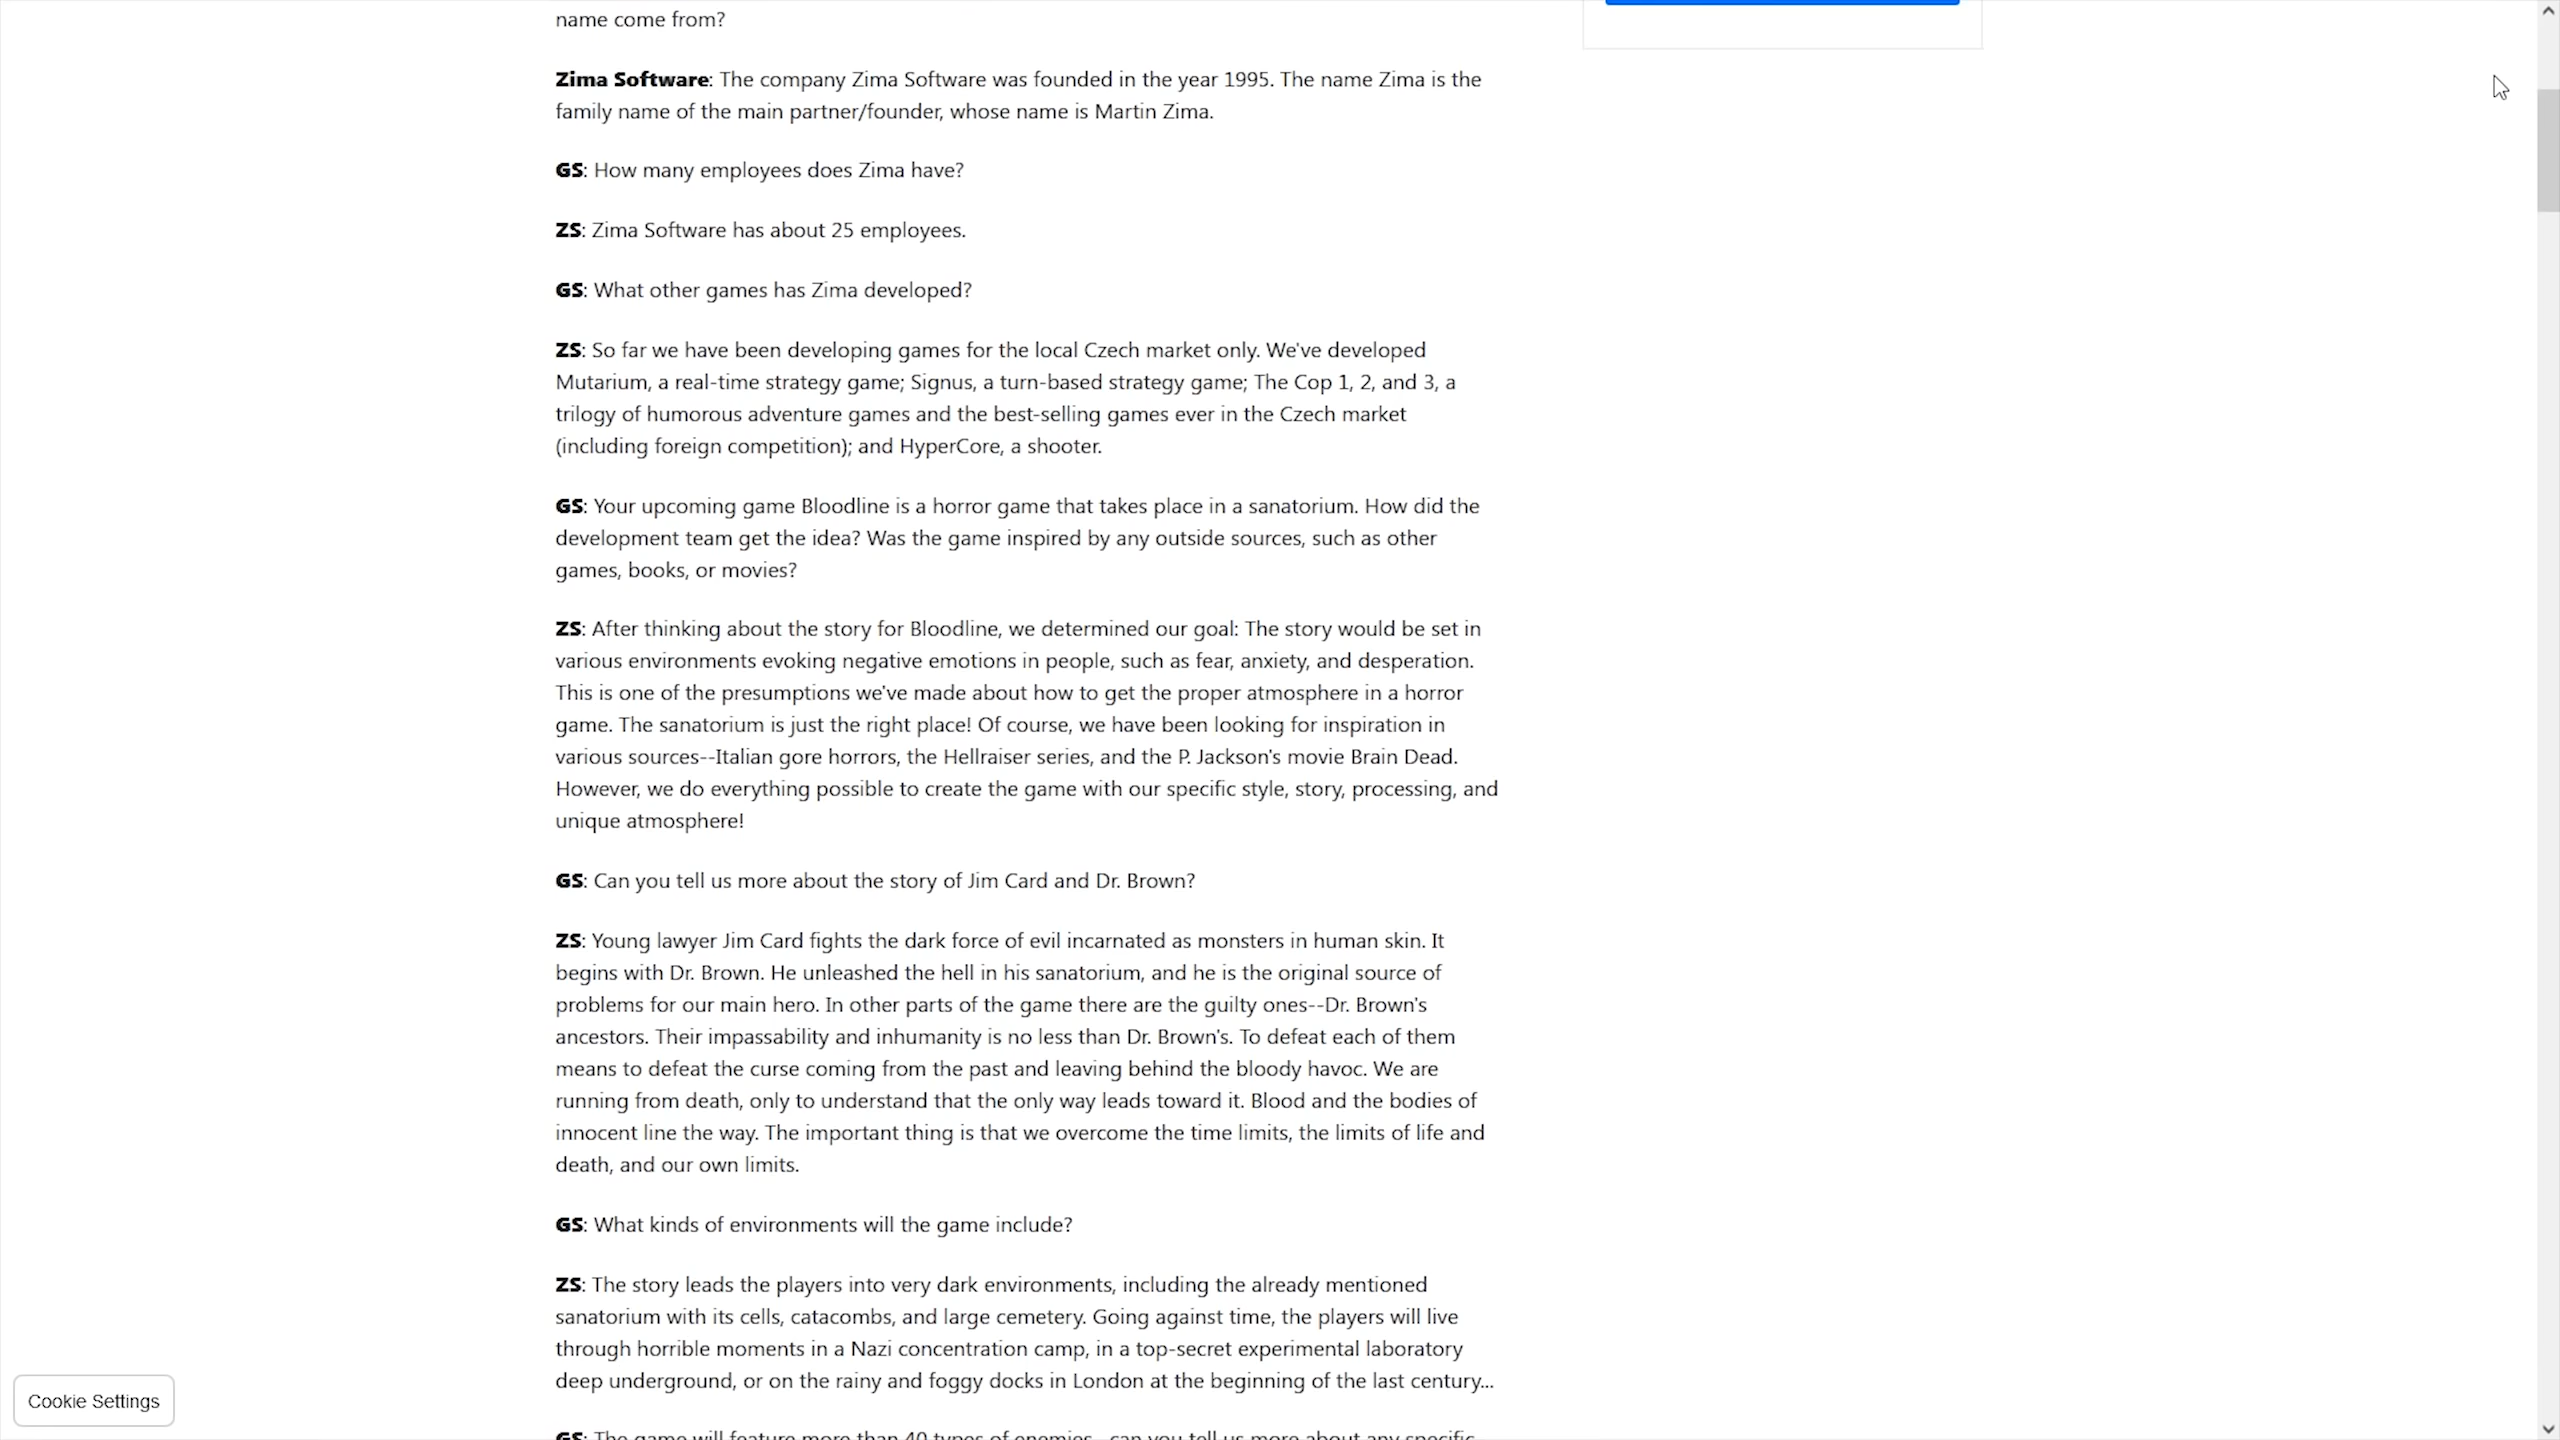 name come from?
Zima Software: The company Zima Software was founded in the year 1995. The name Zima is the
family name of the main partner/founder, whose name is Martin Zima.
GS: How many employees does Zima have?
ZS: Zima Software has about 25 employees.
GS: What other games has Zima developed?
ZS: So far we have been developing games for the local Czech market only. We've developed
Mutarium, a real-time strategy game; Signus, a turn-based strategy game; The Cop 1, 2, and 3, a
trilogy of humorous adventure games and the best-selling games ever in the Czech market
(including foreign competition); and HyperCore, a shooter.
GS: Your upcoming game Bloodline is a horror game that takes place in a sanatorium. How did the
development team get the idea? Was the game inspired by any outside sources, such as other
games, books, or movies?
ZS: After thinking about the story for Bloodline, we determined our goal: The story would be set in
various environments evoking negative emotions in people, such as fear, anxiety, and desperation.
This is one of the presumptions we've made about how to get the proper atmosphere in a horror
game. The sanatorium is just the right place! Of course, we have been looking for inspiration in
various sources--Italian gore horrors, the Hellraiser series, and the P. Jackson's movie Brain Dead.
However, we do everything possible to create the game with our specific style, story, processing, and
unique atmosphere!
GS: Can you tell us more about the story of Jim Card and Dr. Brown?
ZS: Young lawyer Jim Card fights the dark force of evil incarnated as monsters in human skin. It
begins with Dr. Brown. He unleashed the hell in his sanatorium, and he is the original source of
problems for our main hero. In other parts of the game there are the guilty ones--Dr. Brown's
ancestors. Their impassability and inhumanity is no less than Dr. Brown's. To defeat each of them
means to defeat the curse coming from the past and leaving behind the bloody havoc. We are
running from death, only to understand that the only way leads toward it. Blood and the bodies of
innocent line the way. The important thing is that we overcome the time limits, the limits of life and
death, and our own limits.
GS: What kinds of environments will the game include?
ZS: The story leads the players into very dark environments, including the already mentioned
sanatorium with its cells, catacombs, and large cemetery. Going against time, the players will live
through horrible moments in a Nazi concentration camp, in a top-secret experimental laboratory
deep underground, or on the rainy and foggy docks in London at the beginning of the last century...
GS: The game will feature more than 40 types of enemies--can you tell us more about any specific
Cookie Settings